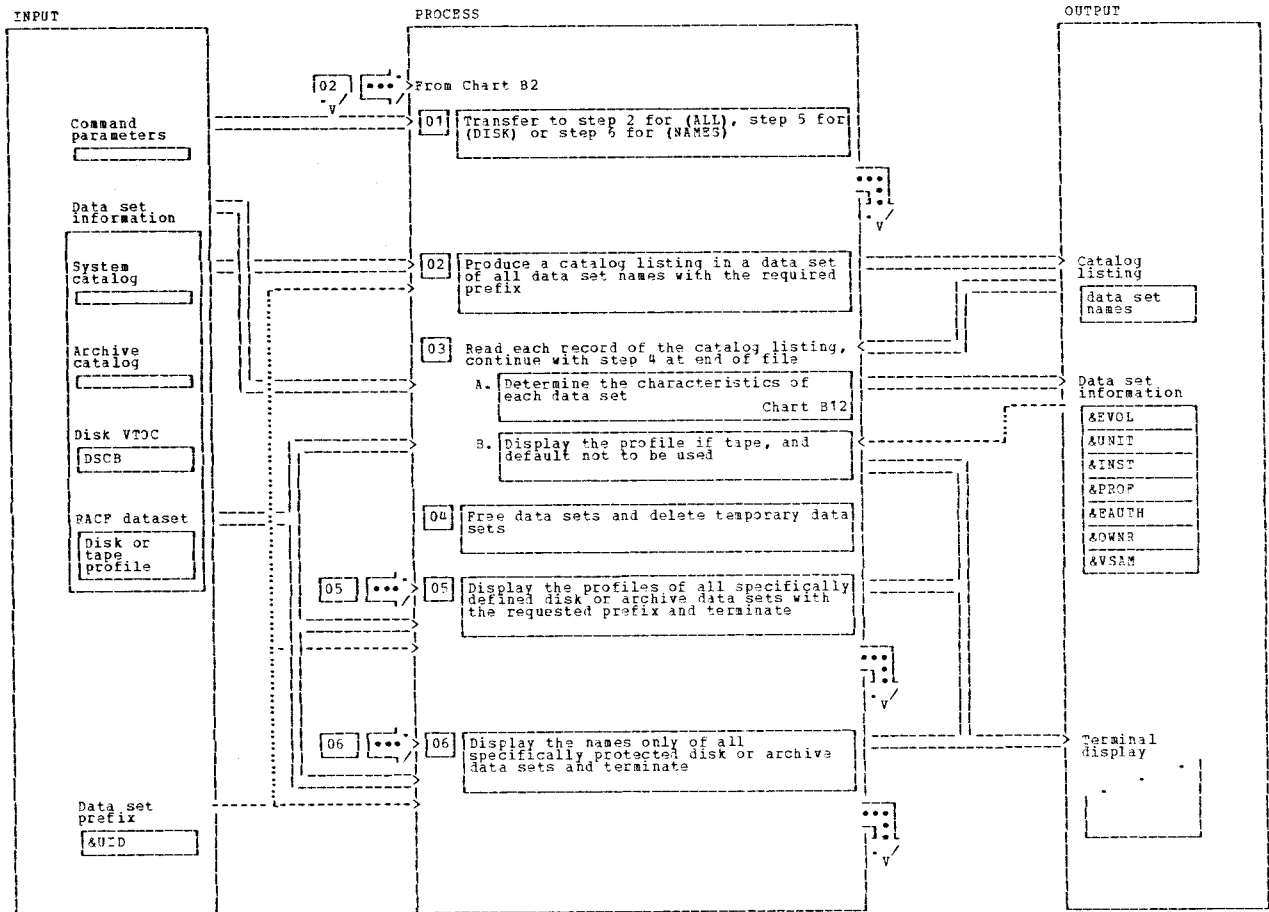 INPUT
PROCESS
OUTPUT
02
From Chart B2
Command
parameters
01
Transfer to step 2 for (ALL), step 5 for
(DISK) or step 6 for (NAMES)
Data set
information
System
catalog
02
Produce a catalog listing in a data set
of all data set names with the required
prefix
Catalog
listing
data set
names
Archive
catalog
03
Read each record of the catalog listing,
continue with step 4 at end of file
A. Determine the characteristics of
each data set
Chart B12
Data set
information
&EVOL
&UNIT
&INST
&PROF
&EAUTH
&OWNR
&VSAM
Disk VTOC
DSCB
B. Display the profile if tape, and
default not to be used
RACF dataset
Disk or
tape
profile
04
Free data sets and delete temporary data
sets
05
05
Display the profiles of all specifically
defined disk or archive data sets with
the requested prefix and terminate
06
06
Display the names only of all
specifically protected disk or archive
data sets and terminate
Terminal
display
Data set
prefix
&UID